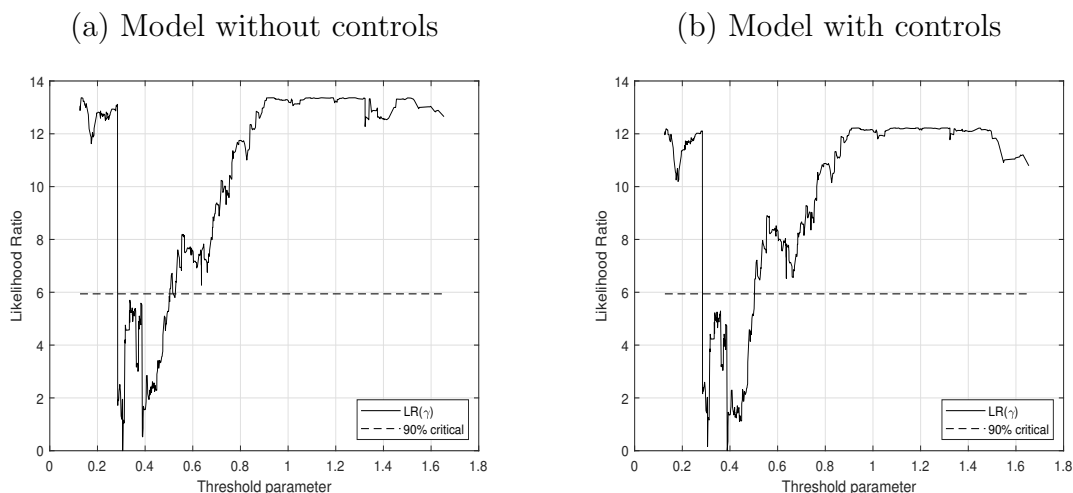 (a) Model without controls
14
12
10
8
6
4
2
0
Likelihood Ratio
0 0.2 0.4 0.6 0.8 1 1.2 1.4 1.6 1.8
Threshold parameter
LR(γ)
90% critical
(b) Model with controls
14
12
10
8
6
4
2
0
Likelihood Ratio
0 0.2 0.4 0.6 0.8 1 1.2 1.4 1.6 1.8
Threshold parameter
LR(γ)
90% critical